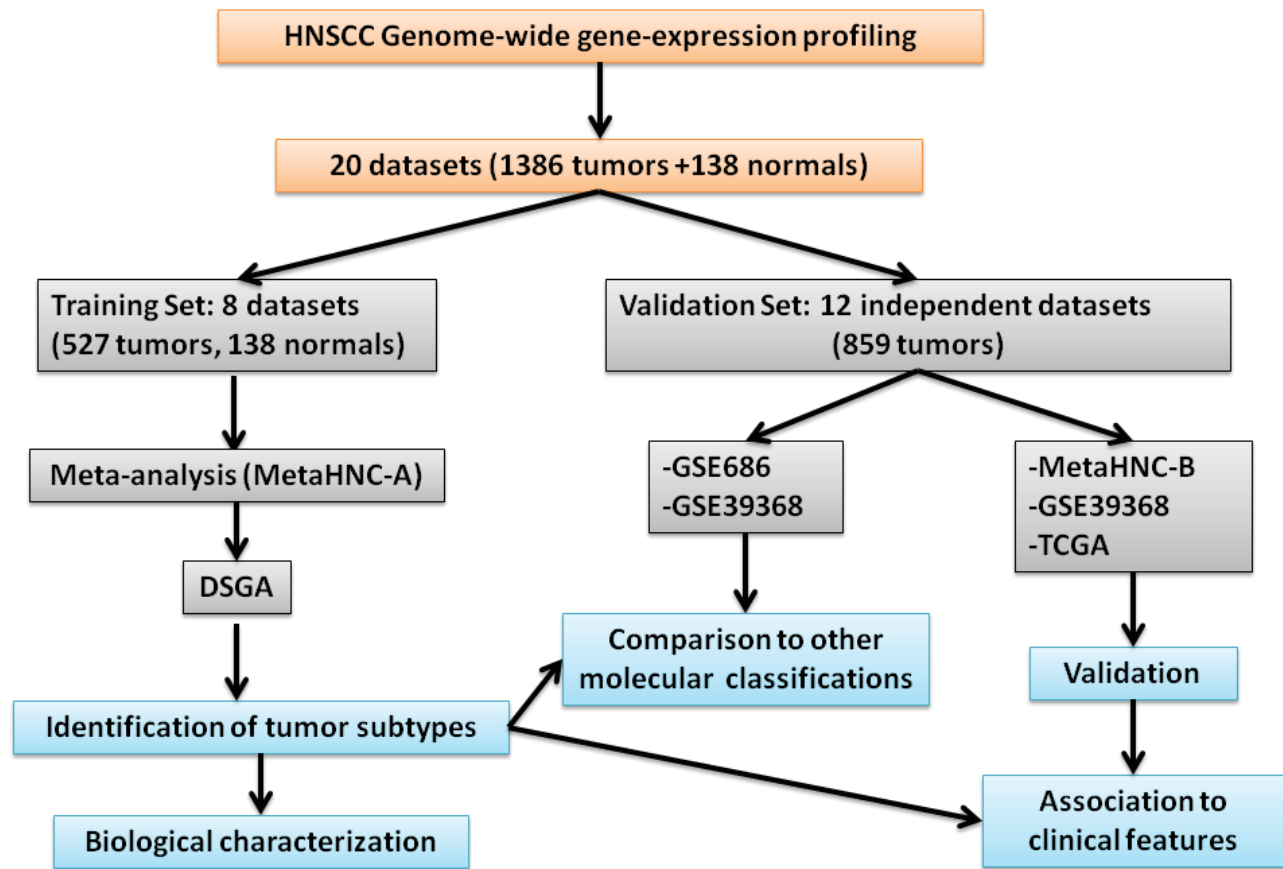 HNSCC Genome-wide gene-expression profiling
20 datasets (1386 tumors +138 normals)
Training Set: 8 datasets
(527 tumors, 138 normals)
Validation Set: 12 independent datasets
(859 tumors)
Meta-analysis (MetaHNC-A)
-GSE686
-GSE39368
-MetaHNC-B
-GSE39368
-TCGA
DSGA
Comparison to other
molecular classifications
Validation
Identification of tumor subtypes
Biological characterization
Association to
clinical features